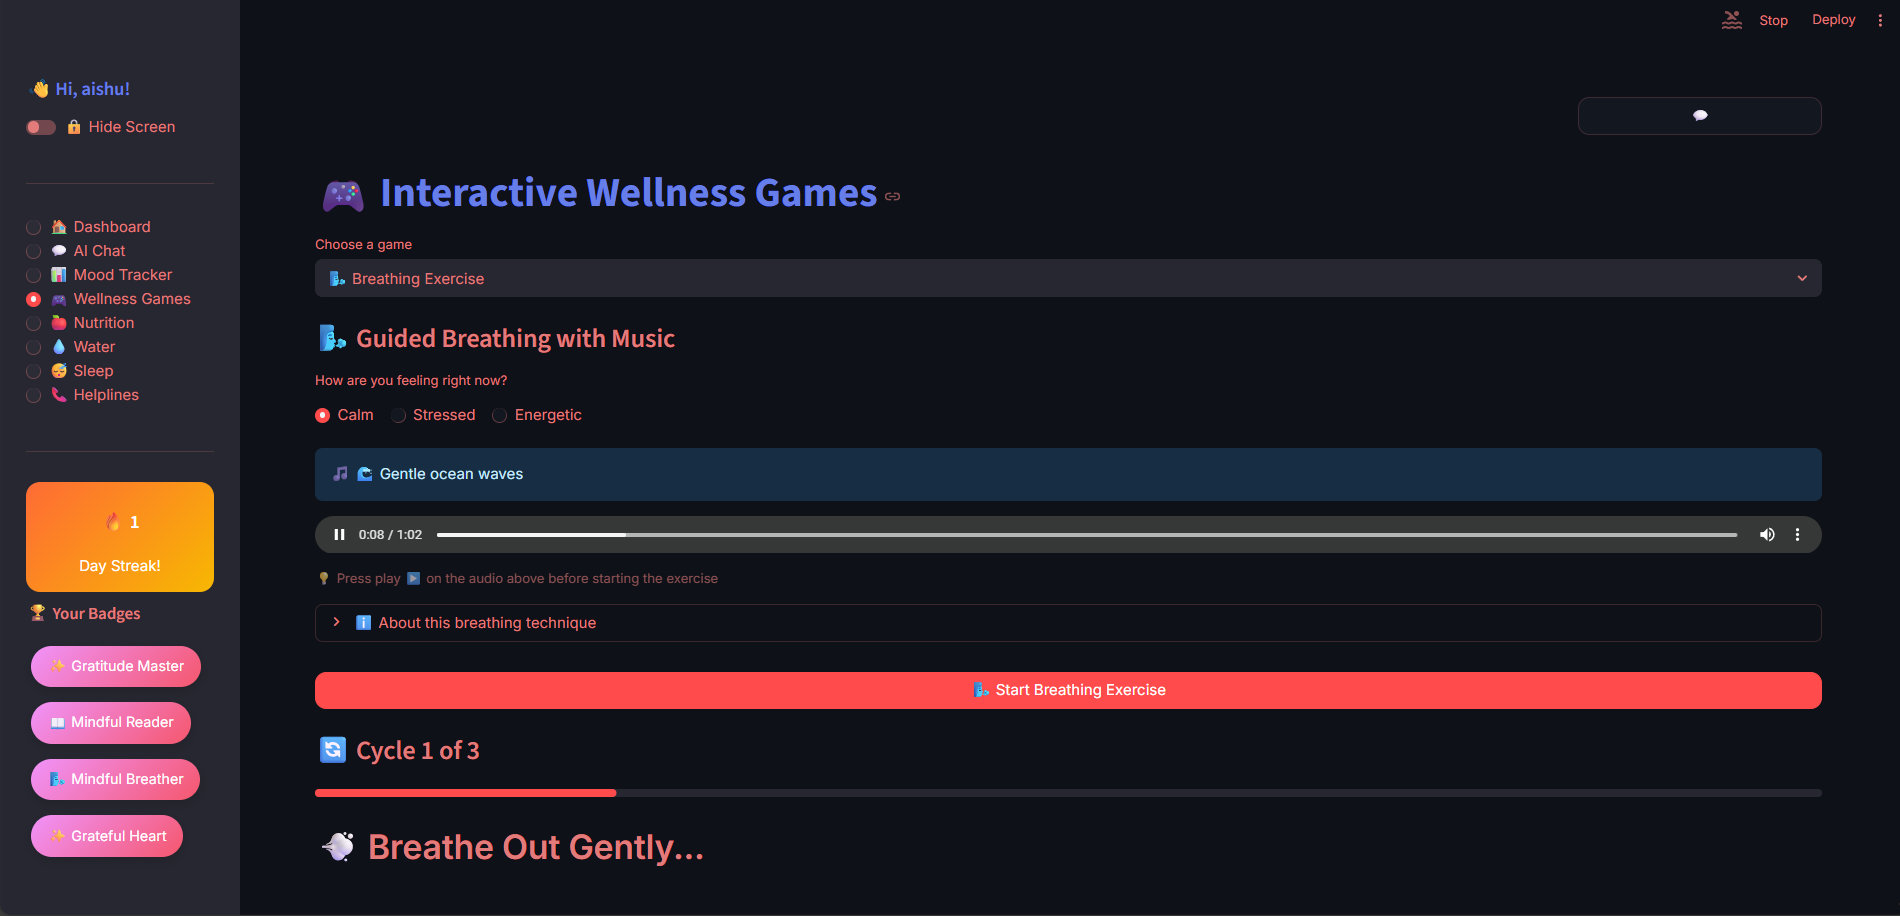 Stop Deploy
👋 Hi, aishu!
🔒 Hide Screen
🏠 Dashboard
💬 AI Chat
📊 Mood Tracker
🎮 Wellness Games
🍎 Nutrition
💧 Water
😴 Sleep
📞 Helplines
🔥 1
Day Streak!
🏆 Your Badges
✨ Gratitude Master
📖 Mindful Reader
🌬️ Mindful Breather
✨ Grateful Heart
💬
🎮 Interactive Wellness Games
Choose a game
🌬️ Breathing Exercise
🌬️ Guided Breathing with Music
How are you feeling right now?
Calm Stressed Energetic
🎵 🌊 Gentle ocean waves
0:08 / 1:02
💡 Press play ▶️ on the audio above before starting the exercise
ℹ️ About this breathing technique
🌬️ Start Breathing Exercise
🔄 Cycle 1 of 3
💨 Breathe Out Gently...